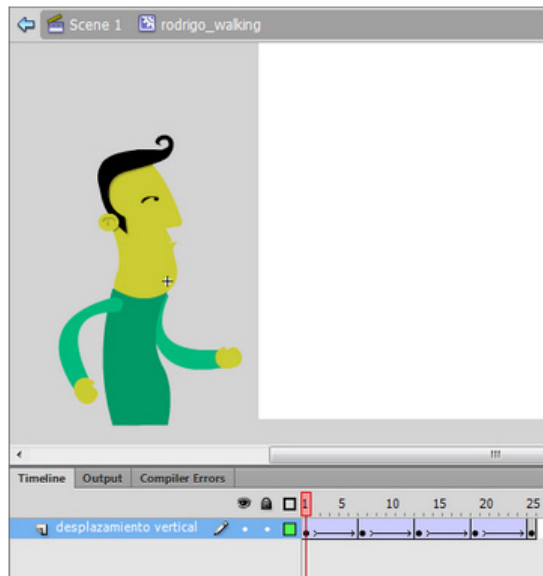 Scene 1 rodrigo_walking
Timeline Output Compiler Errors
1 5 10 15 20 25
desplazamiento vertical